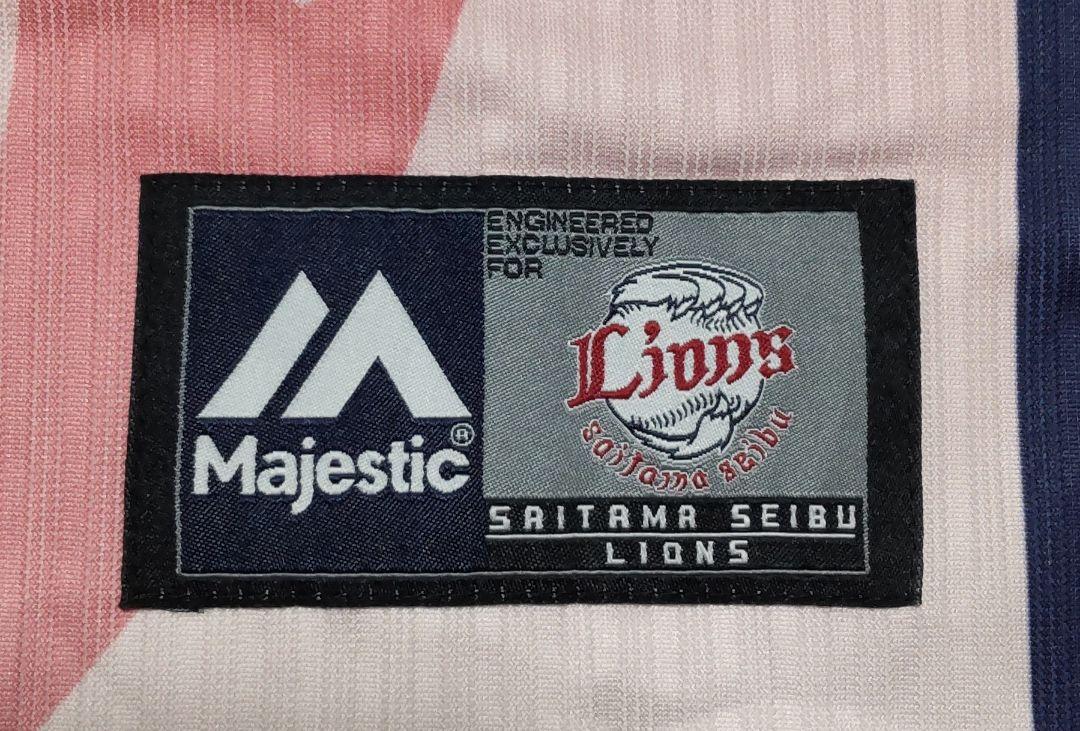 Majestic®
ENGINEERED
EXCLUSIVELY
FOR
Lions
saitama seibu
SAITAMA SEIBU
LIONS